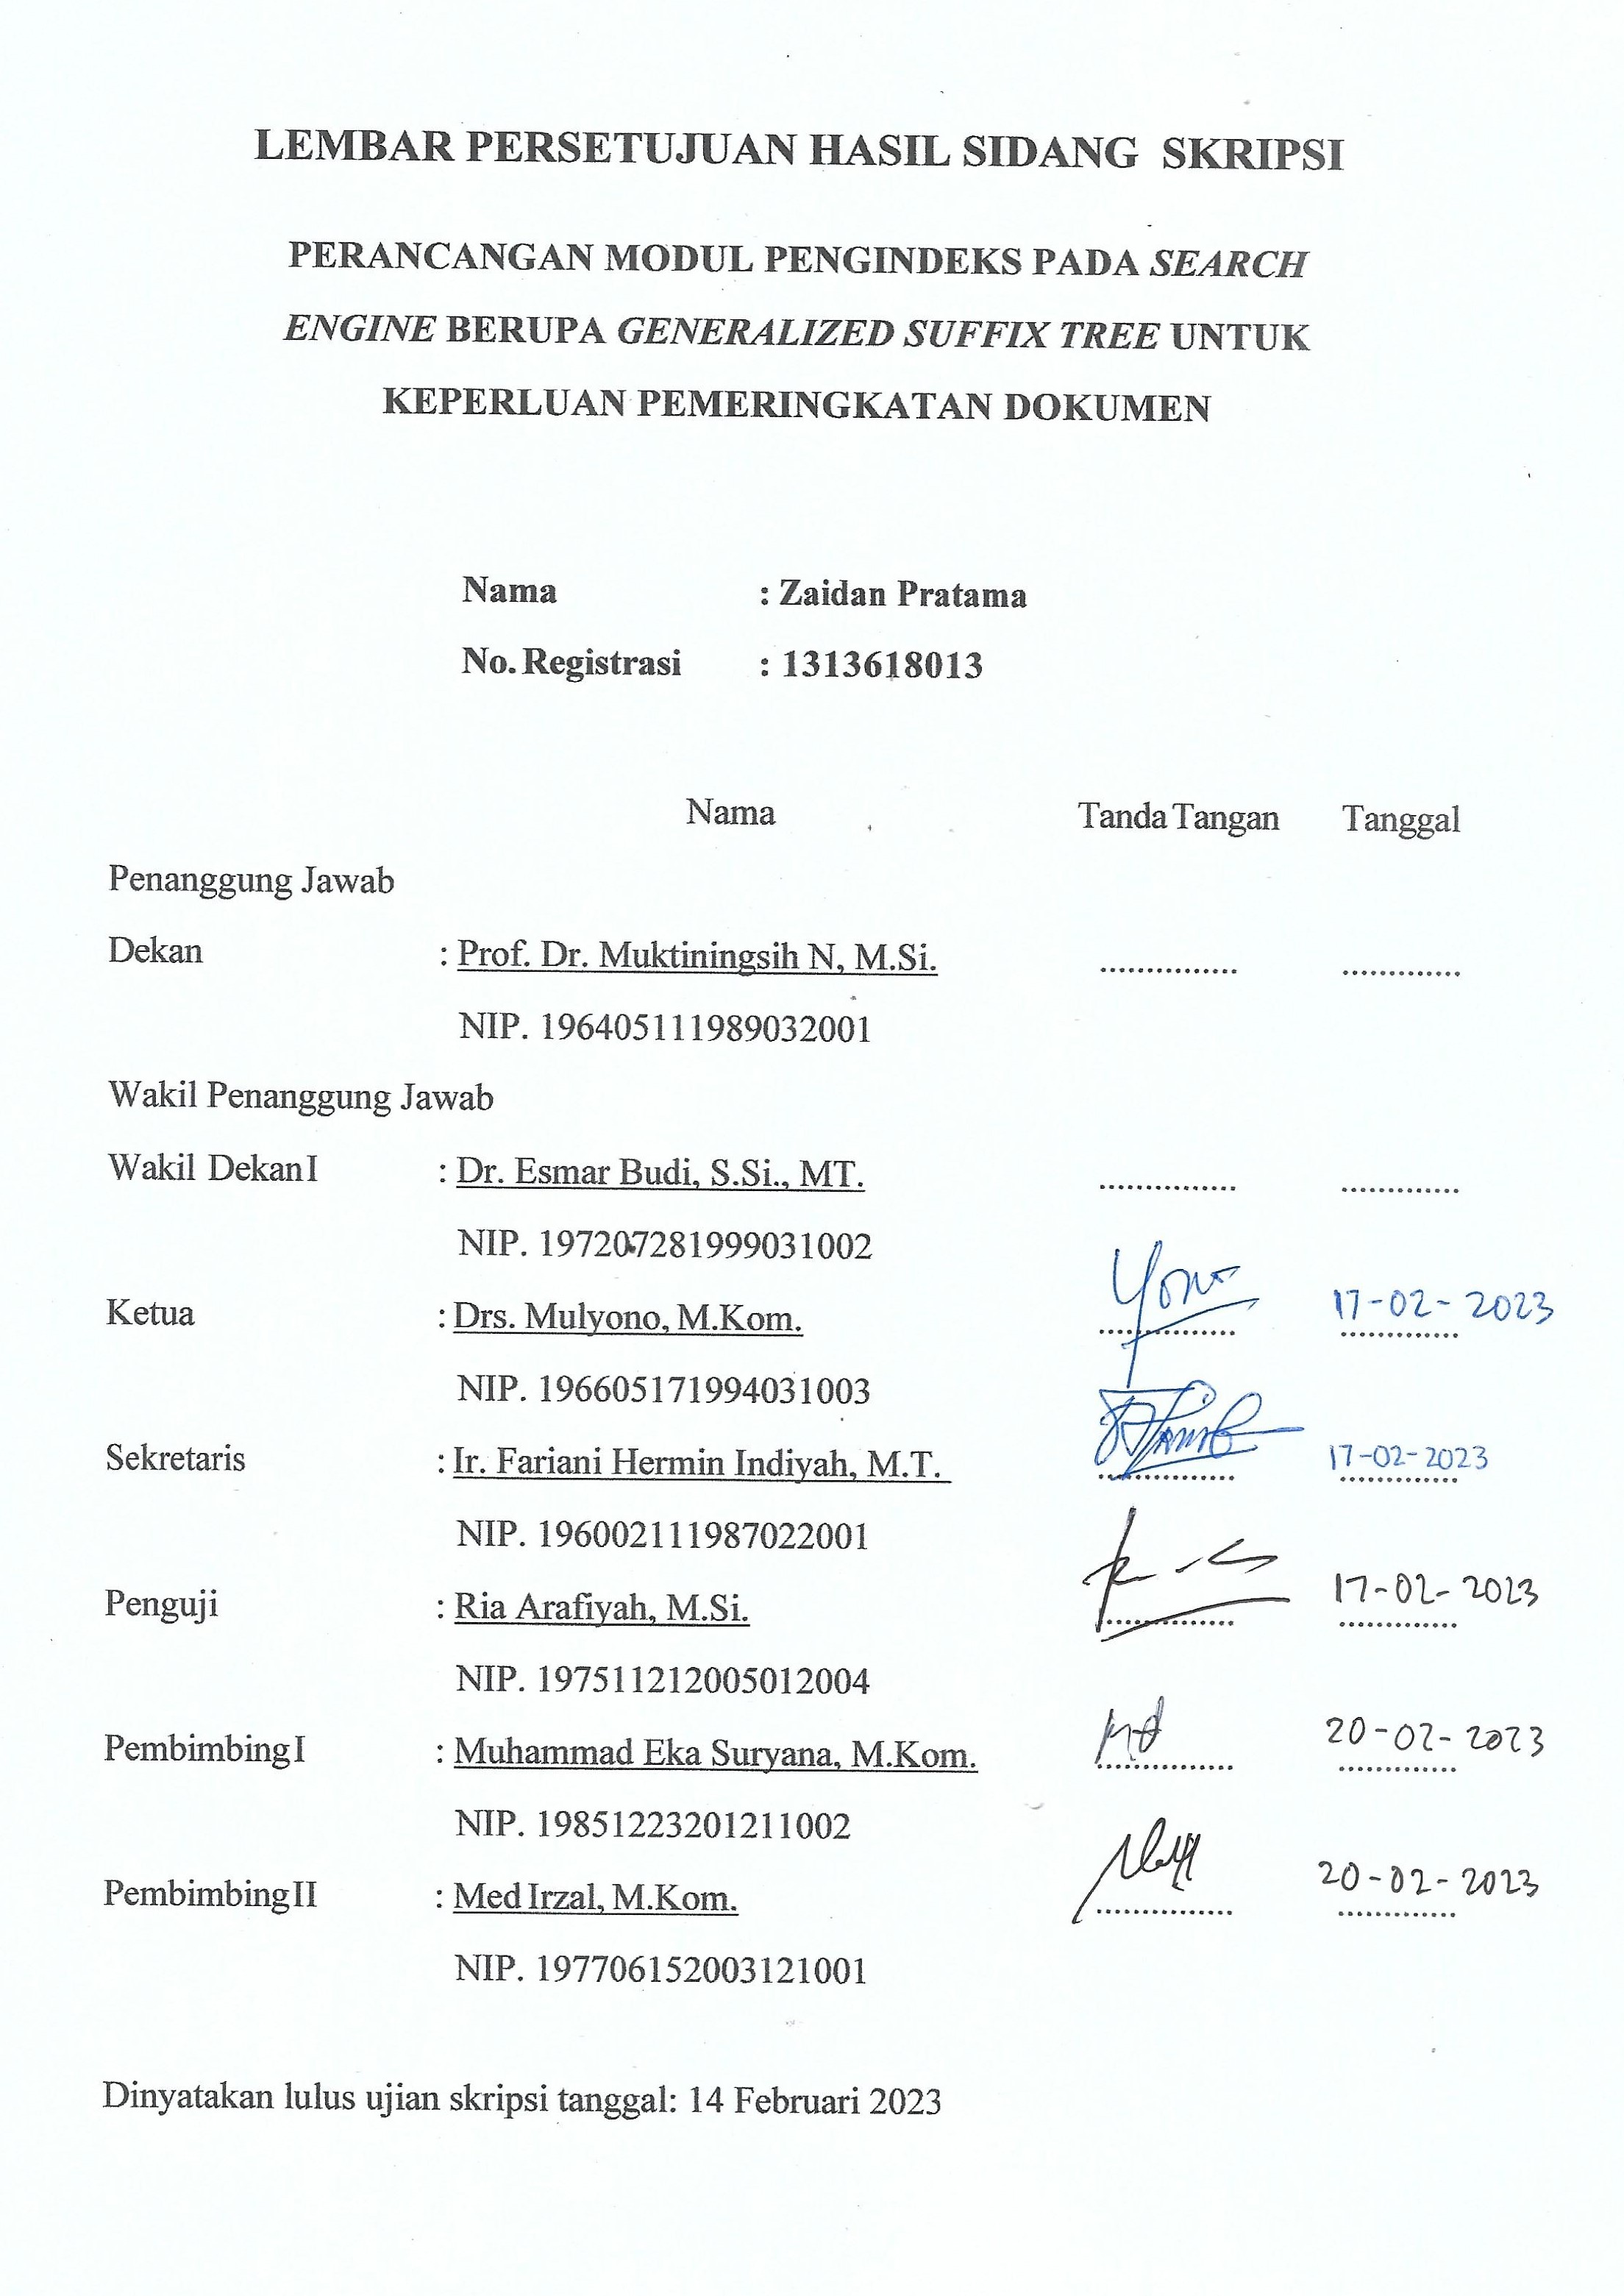 LEMBAR PERSETUJUAN HASIL SIDANG SKRIPSI
PERANCANGAN MODUL PENGINDEKS PADA SEARCH
ENGINE BERUPA GENERALIZED SUFFIX TREE UNTUK
KEPERLUAN PEMERINGKATAN DOKUMEN
Nama : Zaidan Pratama
No. Registrasi : 1313618013
Nama Tanda Tangan Tanggal
Penanggung Jawab
Dekan : Prof. Dr. Muktiningsih N, M.Si. ............... .............
NIP. 196405111989032001
Wakil Penanggung Jawab
Wakil Dekan I : Dr. Esmar Budi, S.Si., MT. ............... .............
NIP. 197207281999031002
Ketua : Drs. Mulyono, M.Kom. Yono 17-02-2023
NIP. 196605171994031003
Sekretaris : Ir. Fariani Hermin Indiyah, M.T. 17-02-2023
NIP. 196002111987022001
Penguji : Ria Arafiyah, M.Si. 17-02-2023
NIP. 197511212005012004
Pembimbing I : Muhammad Eka Suryana, M.Kom. 20-02-2023
NIP. 19851223201211002
Pembimbing II : Med Irzal, M.Kom. 20-02-2023
NIP. 197706152003121001
Dinyatakan lulus ujian skripsi tanggal: 14 Februari 2023